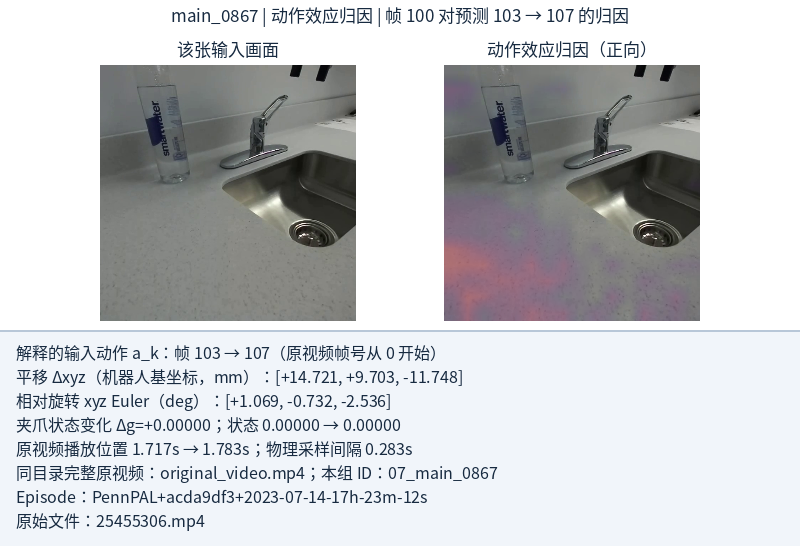 main_0867 | 动作效应归因 | 帧 100 对预测 103 → 107 的归因
该张输入画面
动作效应归因（正向）
smartwater
smartwater
解释的输入动作 a_k：帧 103 → 107（原视频帧号从 0 开始）
平移 Δxyz（机器人基坐标，mm）：[+14.721, +9.703, -11.748]
相对旋转 xyz Euler（deg）：[+1.069, -0.732, -2.536]
夹爪状态变化 Δg=+0.00000；状态 0.00000 → 0.00000
原视频播放位置 1.717s → 1.783s；物理采样间隔 0.283s
同目录完整原视频：original_video.mp4；本组 ID：07_main_0867
Episode：PennPAL+acda9df3+2023-07-14-17h-23m-12s
原始文件：25455306.mp4